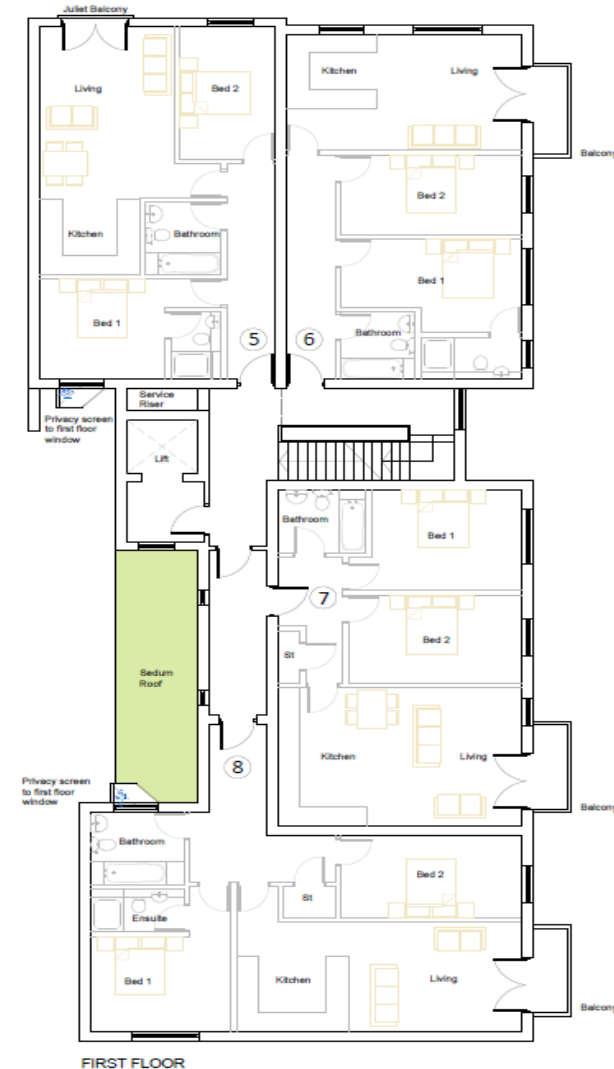 Juliet Balcony
Living
Bed 2
Kitchen
Living
Balcony
Bed 2
Kitchen
Bathroom
Bed 1
Bed 1
Bathroom
5
6
Service
Riser
Privacy screen
to first floor
window
Lift
Bathroom
Bed 1
7
Bed 2
St
Sedum
Roof
Kitchen
Living
8
Privacy screen
to first floor
window
Balcony
Bathroom
Bed 2
St
Ensuite
Bed 1
Kitchen
Living
Balcony
FIRST FLOOR